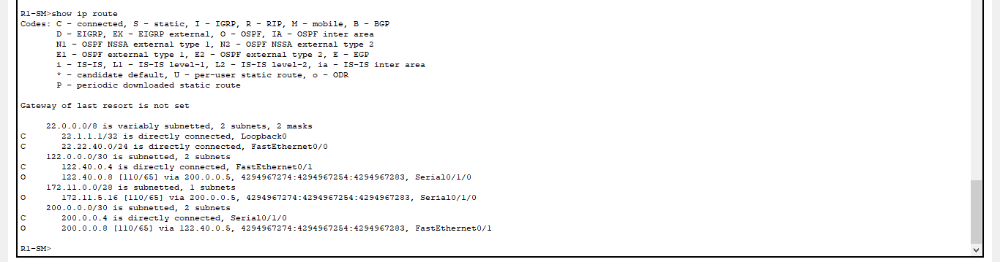 R1-SM>show ip route
Codes: C - connected, S - static, I - IGRP, R - RIP, M - mobile, B - BGP
       D - EIGRP, EX - EIGRP external, O - OSPF, IA - OSPF inter area
       N1 - OSPF NSSA external type 1, N2 - OSPF NSSA external type 2
       E1 - OSPF external type 1, E2 - OSPF external type 2, E - EGP
       i - IS-IS, L1 - IS-IS level-1, L2 - IS-IS level-2, ia - IS-IS inter area
       * - candidate default, U - per-user static route, o - ODR
       P - periodic downloaded static route
Gateway of last resort is not set
     22.0.0.0/8 is variably subnetted, 2 subnets, 2 masks
C       22.1.1.1/32 is directly connected, Loopback0
C       22.22.40.0/24 is directly connected, FastEthernet0/0
     122.0.0.0/30 is subnetted, 2 subnets
C       122.40.0.4 is directly connected, FastEthernet0/1
O       122.40.0.8 [110/65] via 200.0.0.5, 4294967274:4294967254:4294967283, Serial0/1/0
     172.11.0.0/28 is subnetted, 1 subnets
O       172.11.5.16 [110/65] via 200.0.0.5, 4294967274:4294967254:4294967283, Serial0/1/0
     200.0.0.0/30 is subnetted, 2 subnets
C       200.0.0.4 is directly connected, Serial0/1/0
O       200.0.0.8 [110/65] via 122.40.0.5, 4294967274:4294967254:4294967283, FastEthernet0/1
R1-SM>